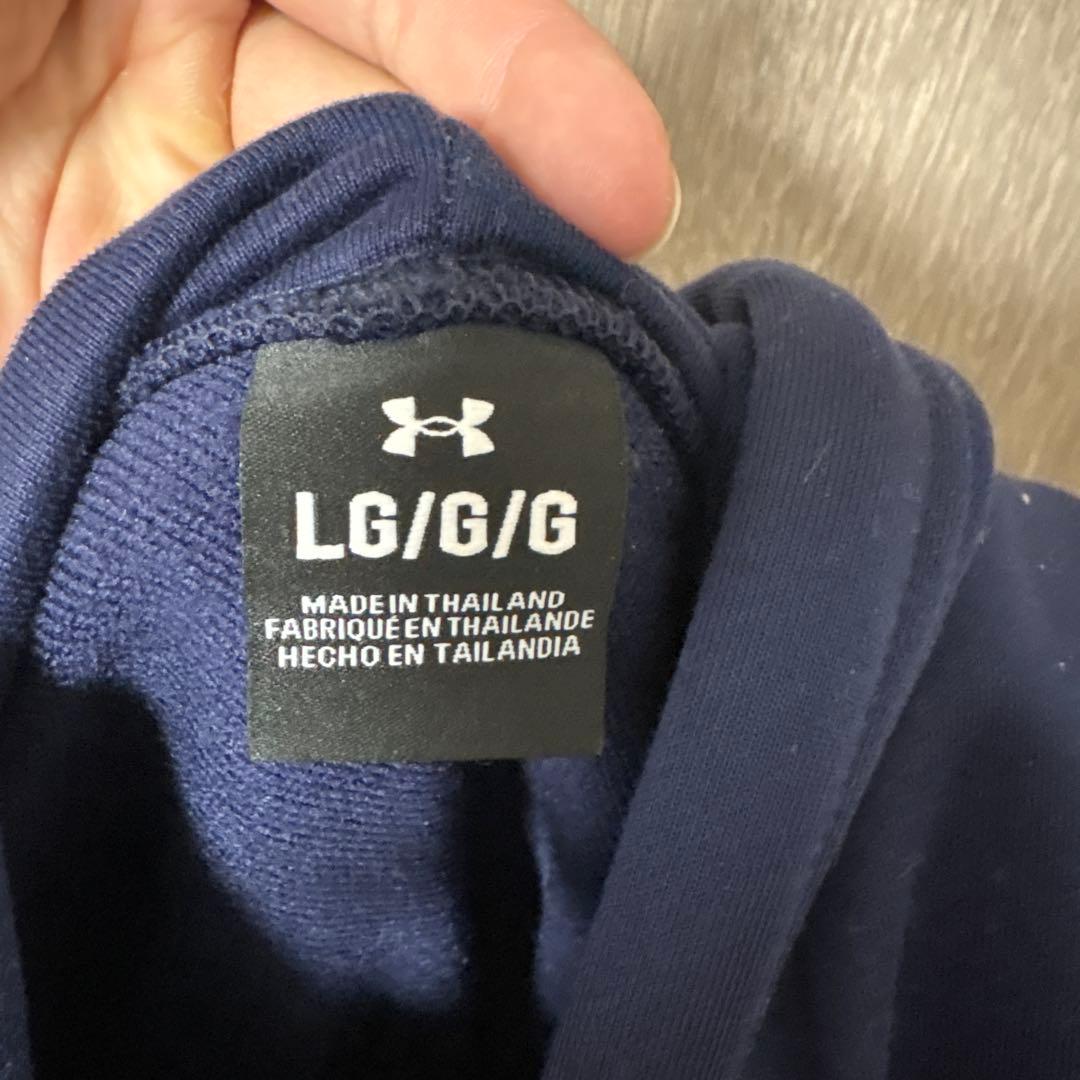 LG/G/G
MADE IN THAILAND
FABRIQUÉ EN THAILANDE
HECHO EN TAILANDIA